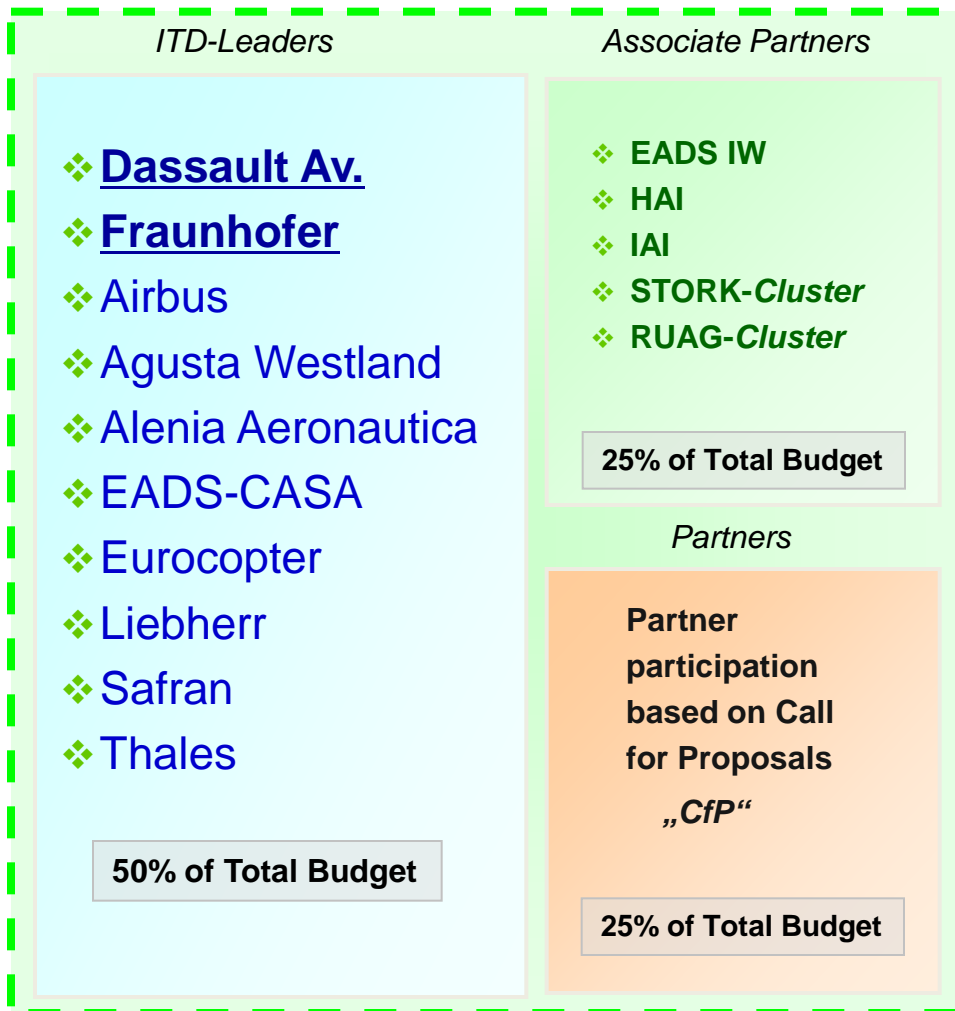 ITD-Leaders
❖ Dassault Av.
❖ Fraunhofer
❖ Airbus
❖ Agusta Westland
❖ Alenia Aeronautica
❖ EADS-CASA
❖ Eurocopter
❖ Liebherr
❖ Safran
❖ Thales
50% of Total Budget
Associate Partners
❖ EADS IW
❖ HAI
❖ IAI
❖ STORK-Cluster
❖ RUAG-Cluster
25% of Total Budget
Partners
Partner
participation
based on Call
for Proposals
„CfP“
25% of Total Budget